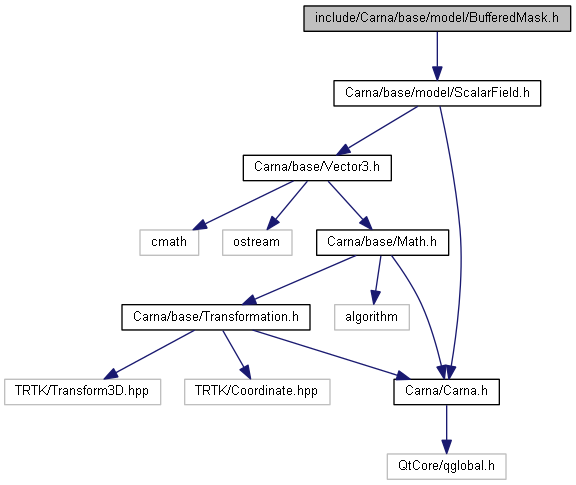 include/Carna/base/model/BufferedMask.h
Carna/base/model/ScalarField.h
Carna/base/Vector3.h
cmath
ostream
Carna/base/Math.h
Carna/base/Transformation.h
algorithm
TRTK/Transform3D.hpp
TRTK/Coordinate.hpp
Carna/Carna.h
QtCore/qglobal.h